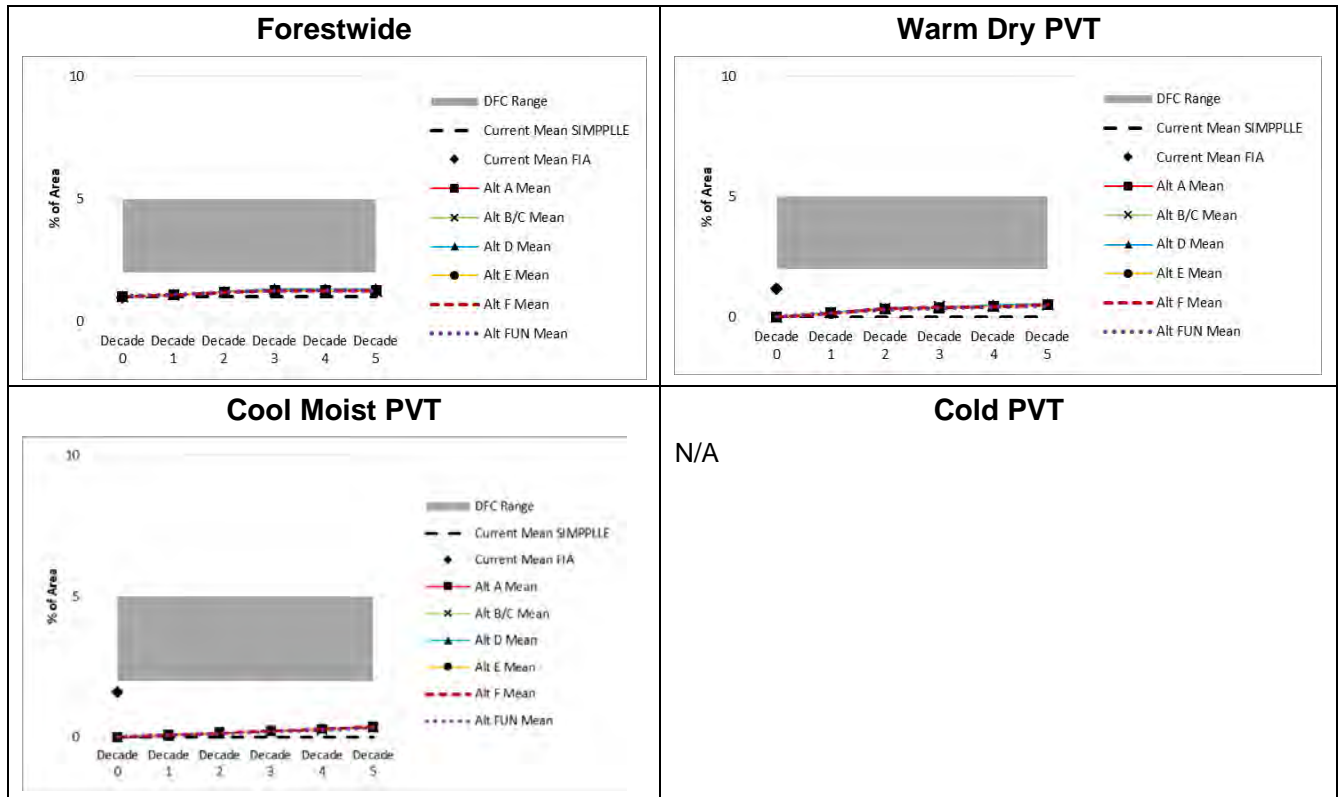 Forestwide
10
5
0
% of Area
Decade 0
Decade 1
Decade 2
Decade 3
Decade 4
Decade 5
DFC Range
Current Mean SIMPPLLE
Current Mean FIA
Alt A Mean
Alt B/C Mean
Alt D Mean
Alt E Mean
Alt F Mean
Alt FUN Mean
Warm Dry PVT
10
5
0
% of Area
Decade 0
Decade 1
Decade 2
Decade 3
Decade 4
Decade 5
DFC Range
Current Mean SIMPPLLE
Current Mean FIA
Alt A Mean
Alt B/C Mean
Alt D Mean
Alt E Mean
Alt F Mean
Alt FUN Mean
Cool Moist PVT
10
5
0
% of Area
Decade 0
Decade 1
Decade 2
Decade 3
Decade 4
Decade 5
DFC Range
Current Mean SIMPPLLE
Current Mean FIA
Alt A Mean
Alt B/C Mean
Alt D Mean
Alt E Mean
Alt F Mean
Alt FUN Mean
Cold PVT
N/A